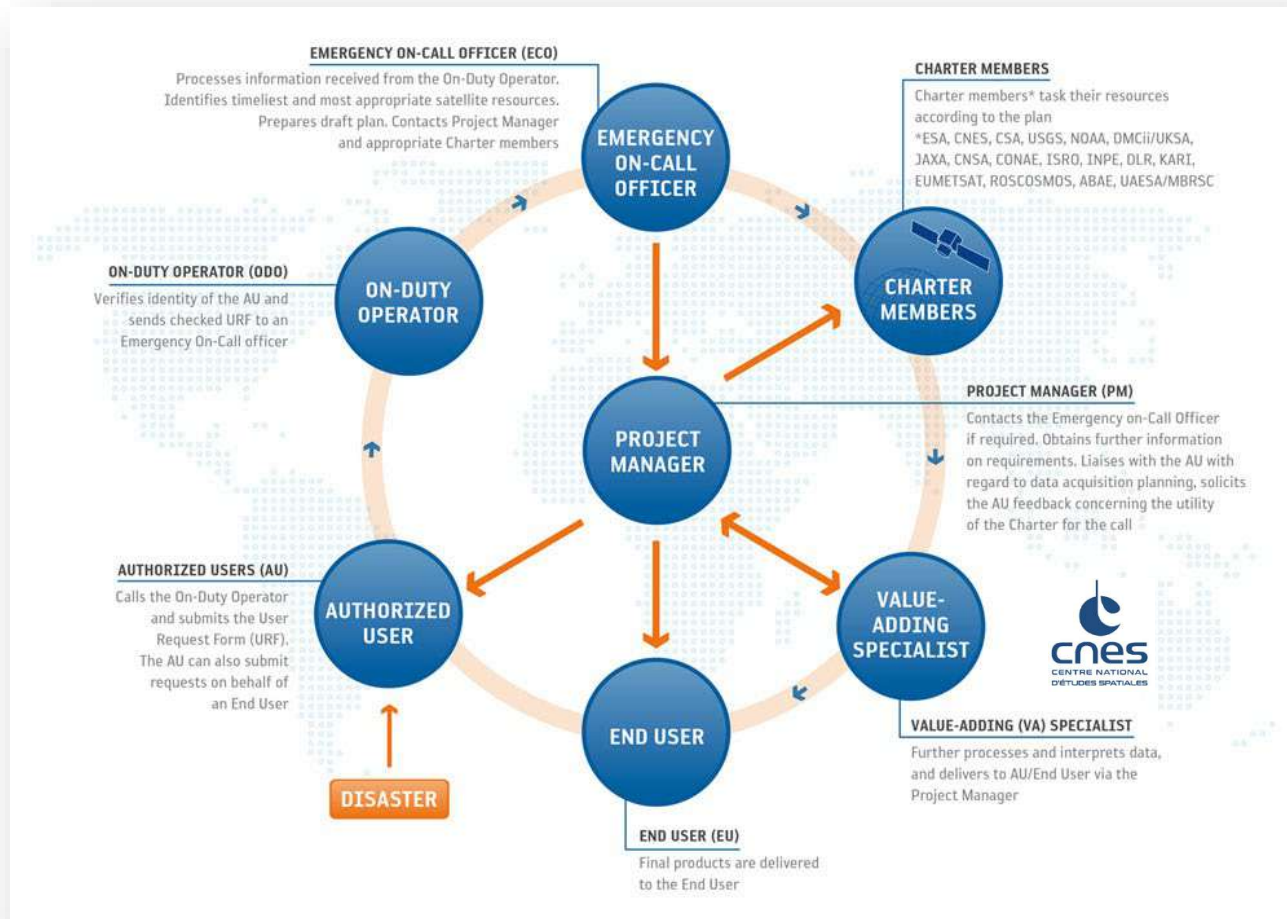 EMERGENCY ON-CALL OFFICER (ECO)
Processes information received from the On-Duty Operator.
Identifies timeliest and most appropriate satellite resources.
Prepares draft plan. Contacts Project Manager
and appropriate Charter members
EMERGENCY
ON-CALL
OFFICER
CHARTER MEMBERS
Charter members* task their resources
according to the plan
*ESA, CNES, CSA, USGS, NOAA, DMCii/UKSA,
JAXA, CNSA, CONAE, ISRO, INPE, DLR, KARI,
EUMETSAT, ROSCOSMOS, ABAE, UAESA/MBRSC
CHARTER
MEMBERS
ON-DUTY OPERATOR (ODO)
Verifies identity of the AU and
sends checked URF to an
Emergency On-Call officer
ON-DUTY
OPERATOR
PROJECT
MANAGER
PROJECT MANAGER (PM)
Contacts the Emergency on-Call Officer
if required. Obtains further information
on requirements. Liaises with the AU with
regard to data acquisition planning, solicits
the AU feedback concerning the utility
of the Charter for the call
AUTHORIZED USERS (AU)
Calls the On-Duty Operator
and submits the User
Request Form (URF).
The AU can also submit
requests on behalf of
an End User
AUTHORIZED
USER
DISASTER
END USER
END USER (EU)
Final products are delivered
to the End User
VALUE-
ADDING
SPECIALIST
VALUE-ADDING (VA) SPECIALIST
Further processes and interprets data,
and delivers to AU/End User via the
Project Manager
cnes
CENTRE NATIONAL
D'ÉTUDES SPATIALES